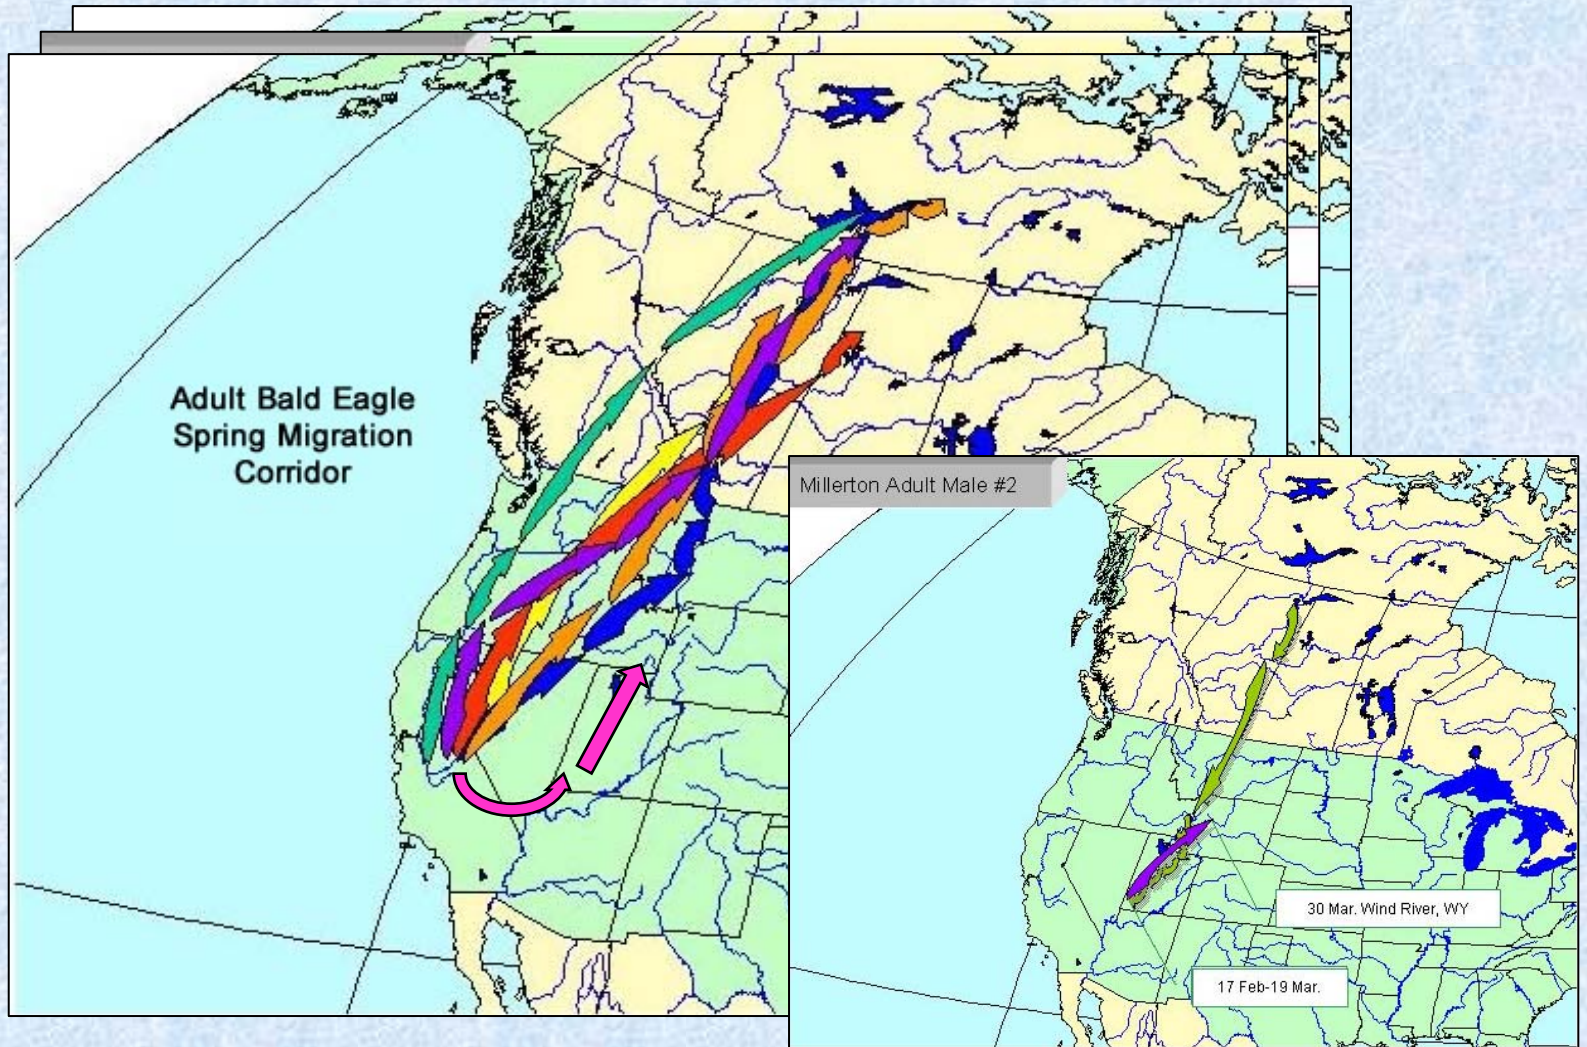 Adult Bald Eagle
Spring Migration
Corridor
Millerton Adult Male #2
30 Mar. Wind River, WY
17 Feb-19 Mar.